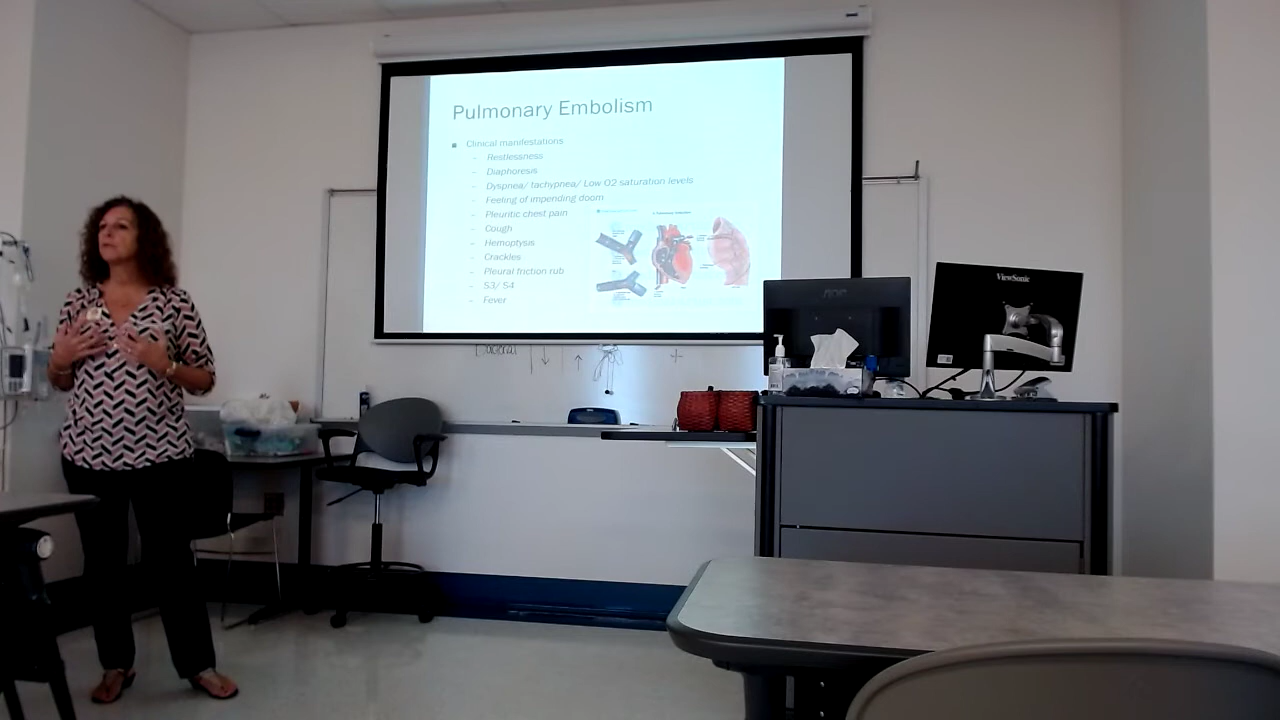 Pulmonary Embolism
Clinical manifestations
– Restlessness
– Diaphoresis
– Dyspnea/ tachypnea/ Low O2 saturation levels
– Feeling of impending doom
– Pleuritic chest pain
– Cough
– Hemoptysis
– Crackles
– Pleural friction rub
– S3/ S4
– Fever
AOC
ViewSonic